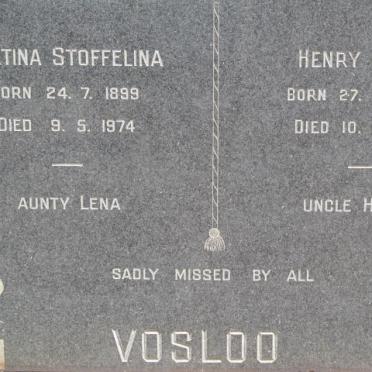 TINA STOFFELINA
BORN 24. 7. 1899
DIED 9. 5. 1974
AUNTY LENA
HENRY
BORN 27.
DIED 10.
UNCLE H
SADLY MISSED BY ALL
VOSLOO